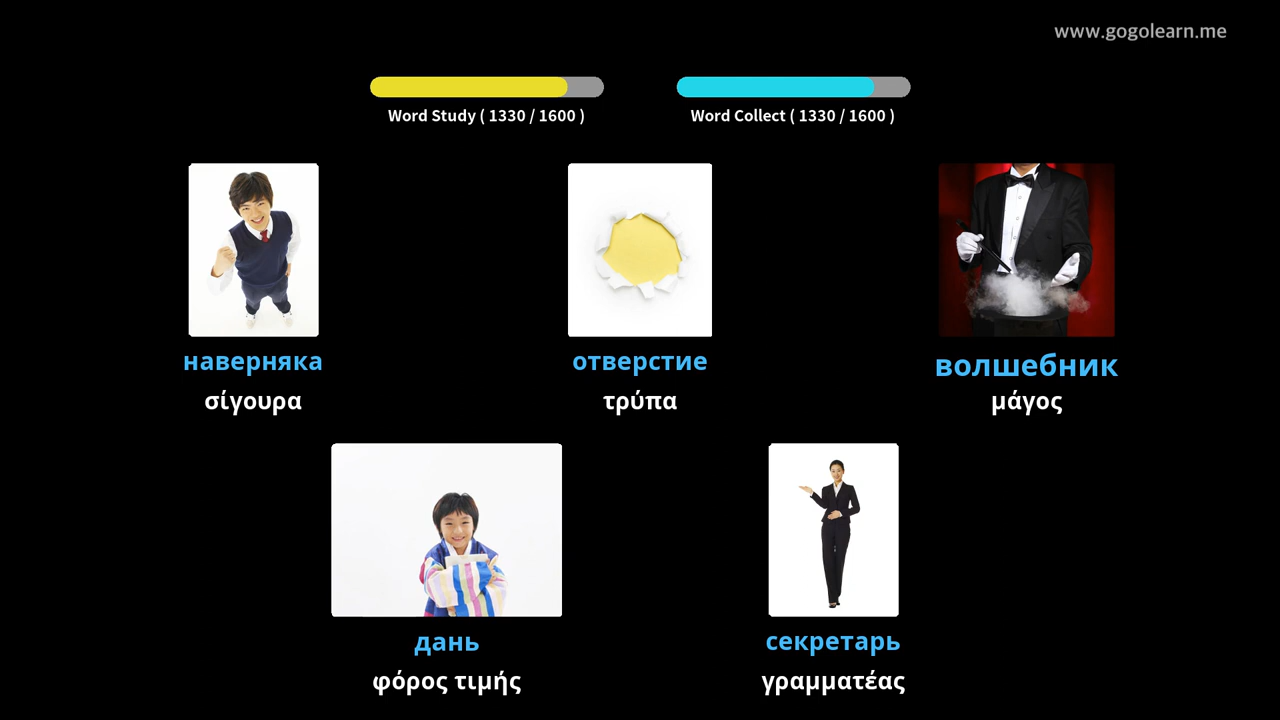 www.gogolearn.me
Word Study ( 1330 / 1600 )
Word Collect ( 1330 / 1600 )
наверняка
σίγουρα
отверстие
τρύπα
волшебник
μάγος
дань
φόρος τιμής
секретарь
γραμματέας